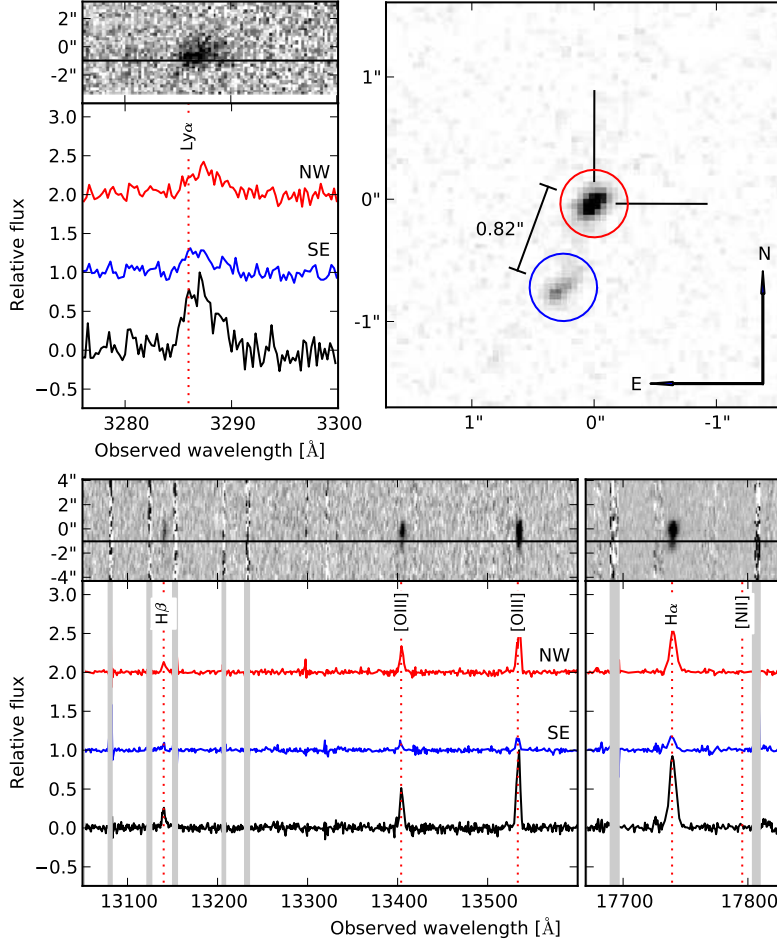 2"
0"
-2"
3.0
2.5
2.0
1.5
1.0
0.5
0.0
−0.5
Relative flux
Lyα
NW
SE
3280
3290
3300
Observed wavelength [Å]
1"
0"
-1"
0.82"
N
E
1"
0"
-1"
4"
2"
0"
-2"
-4"
3.0
2.5
2.0
1.5
1.0
0.5
0.0
−0.5
Relative flux
Hβ
[OIII]
[OIII]
NW
SE
Hα
[NII]
13100
13200
13300
13400
13500
17700
17800
Observed wavelength [Å]